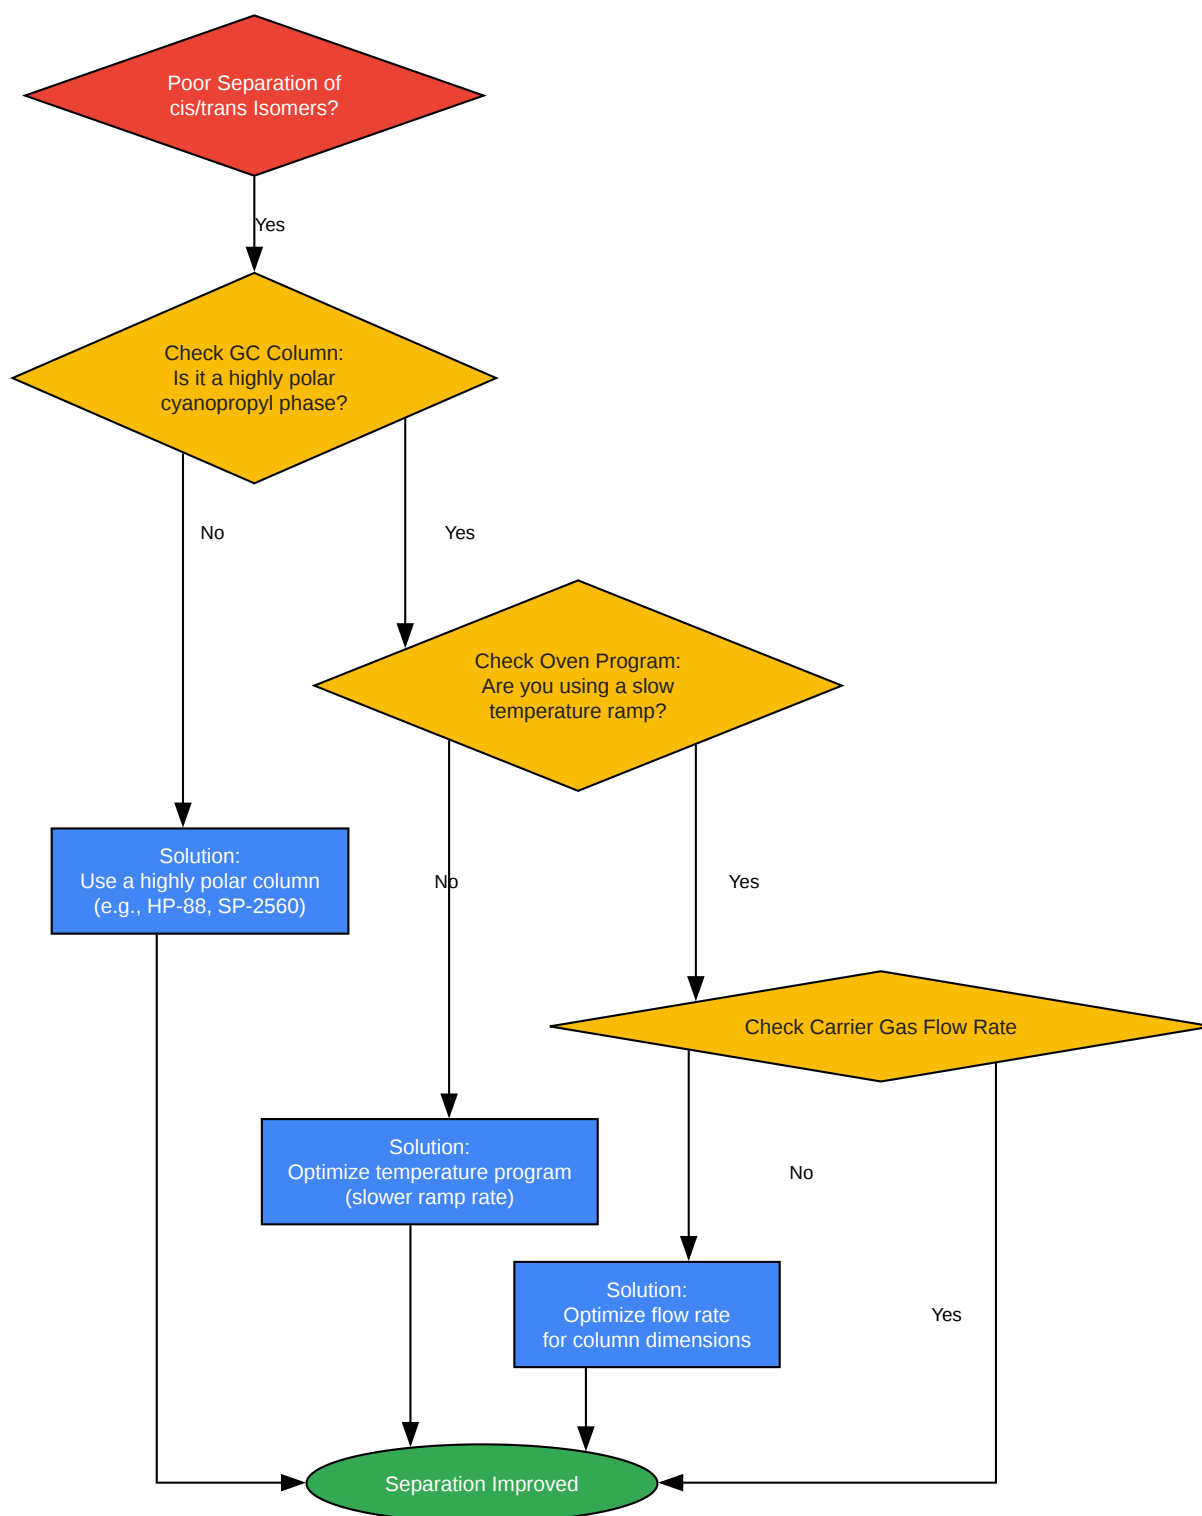 Poor Separation of
cis/trans Isomers?
Yes
Check GC Column:
Is it a highly polar
cyanopropyl phase?
No
Yes
Check Oven Program:
Are you using a slow
temperature ramp?
Solution:
Use a highly polar column
(e.g., HP-88, SP-2560)
No
Yes
Check Carrier Gas Flow Rate
Solution:
Optimize temperature program
(slower ramp rate)
No
Solution:
Optimize flow rate
for column dimensions
Yes
Separation Improved